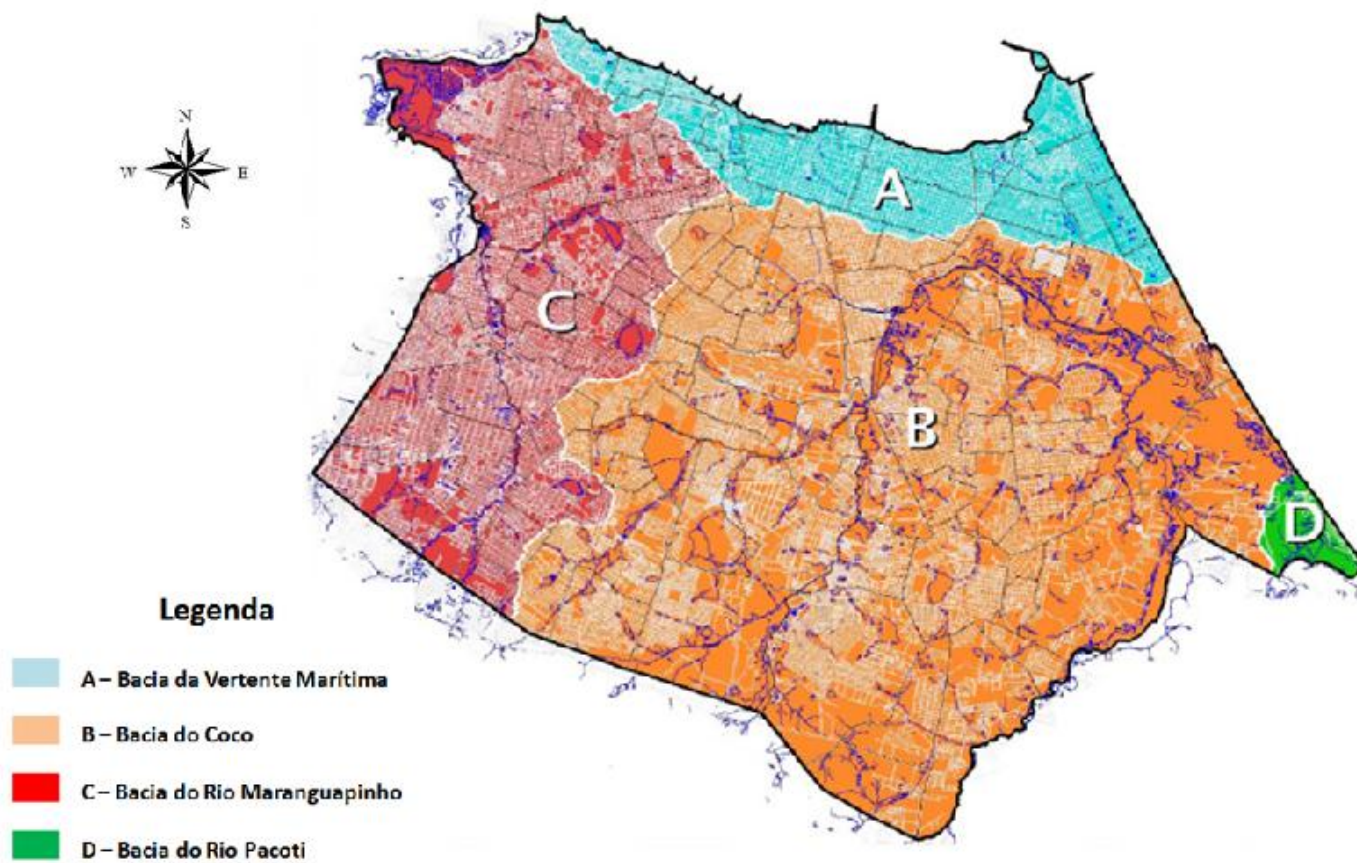 N
W E
S
A
C
B
D
Legenda
A – Bacia da Vertente Marítima
B – Bacia do Coco
C – Bacia do Rio Maranguapinho
D – Bacia do Rio Pacoti